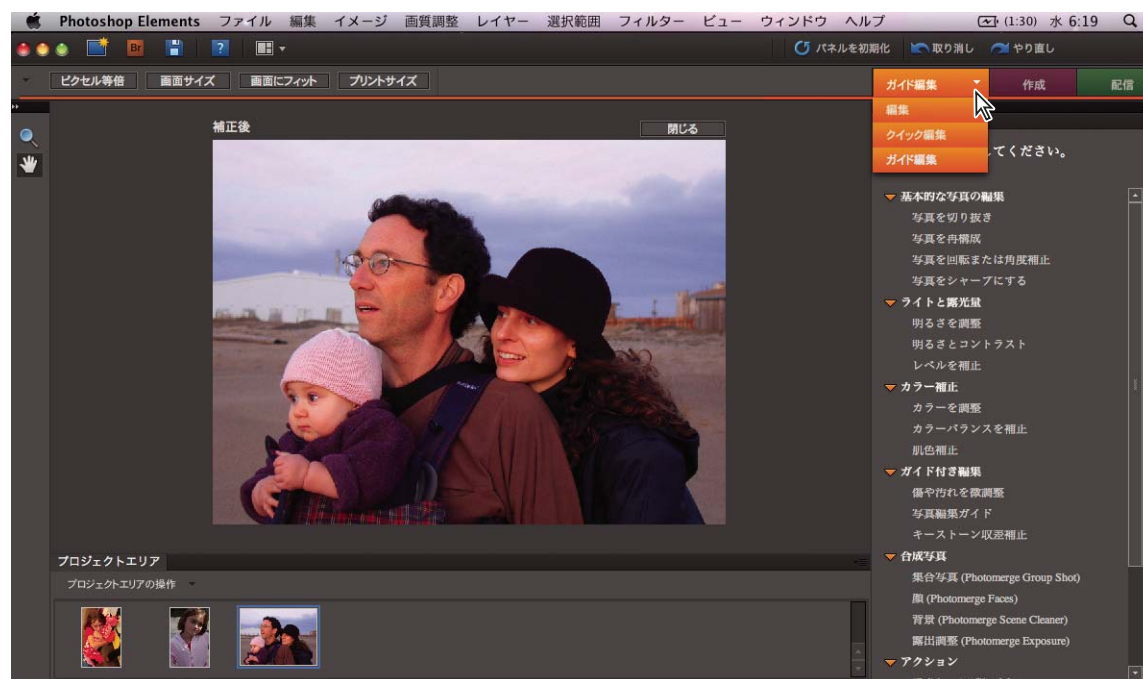 Photoshop Elements ファイル 編集 イメージ 画質調整 レイヤー 選択範囲 フィルター ビュー ウィンドウ ヘルプ (1:30) 水 6:19
Br ? パネルを初期化 取り消し やり直し
ピクセル等倍 画面サイズ 画面にフィット プリントサイズ ガイド編集 作成 配信
編集
クイック編集
ガイド編集
してください。
補正後 閉じる
基本的な写真の編集
写真を切り抜き
写真を再構成
写真を回転または角度補正
写真をシャープにする
ライトと露光量
明るさを調整
明るさとコントラスト
レベルを補正
カラー補正
カラーを調整
カラーバランスを補正
肌色補正
ガイド付き編集
傷や汚れを微調整
写真編集ガイド
キーストーン収差補正
合成写真
集合写真 (Photomerge Group Shot)
顔 (Photomerge Faces)
背景 (Photomerge Scene Cleaner)
露出調整 (Photomerge Exposure)
アクション
プロジェクトエリア
プロジェクトエリアの操作